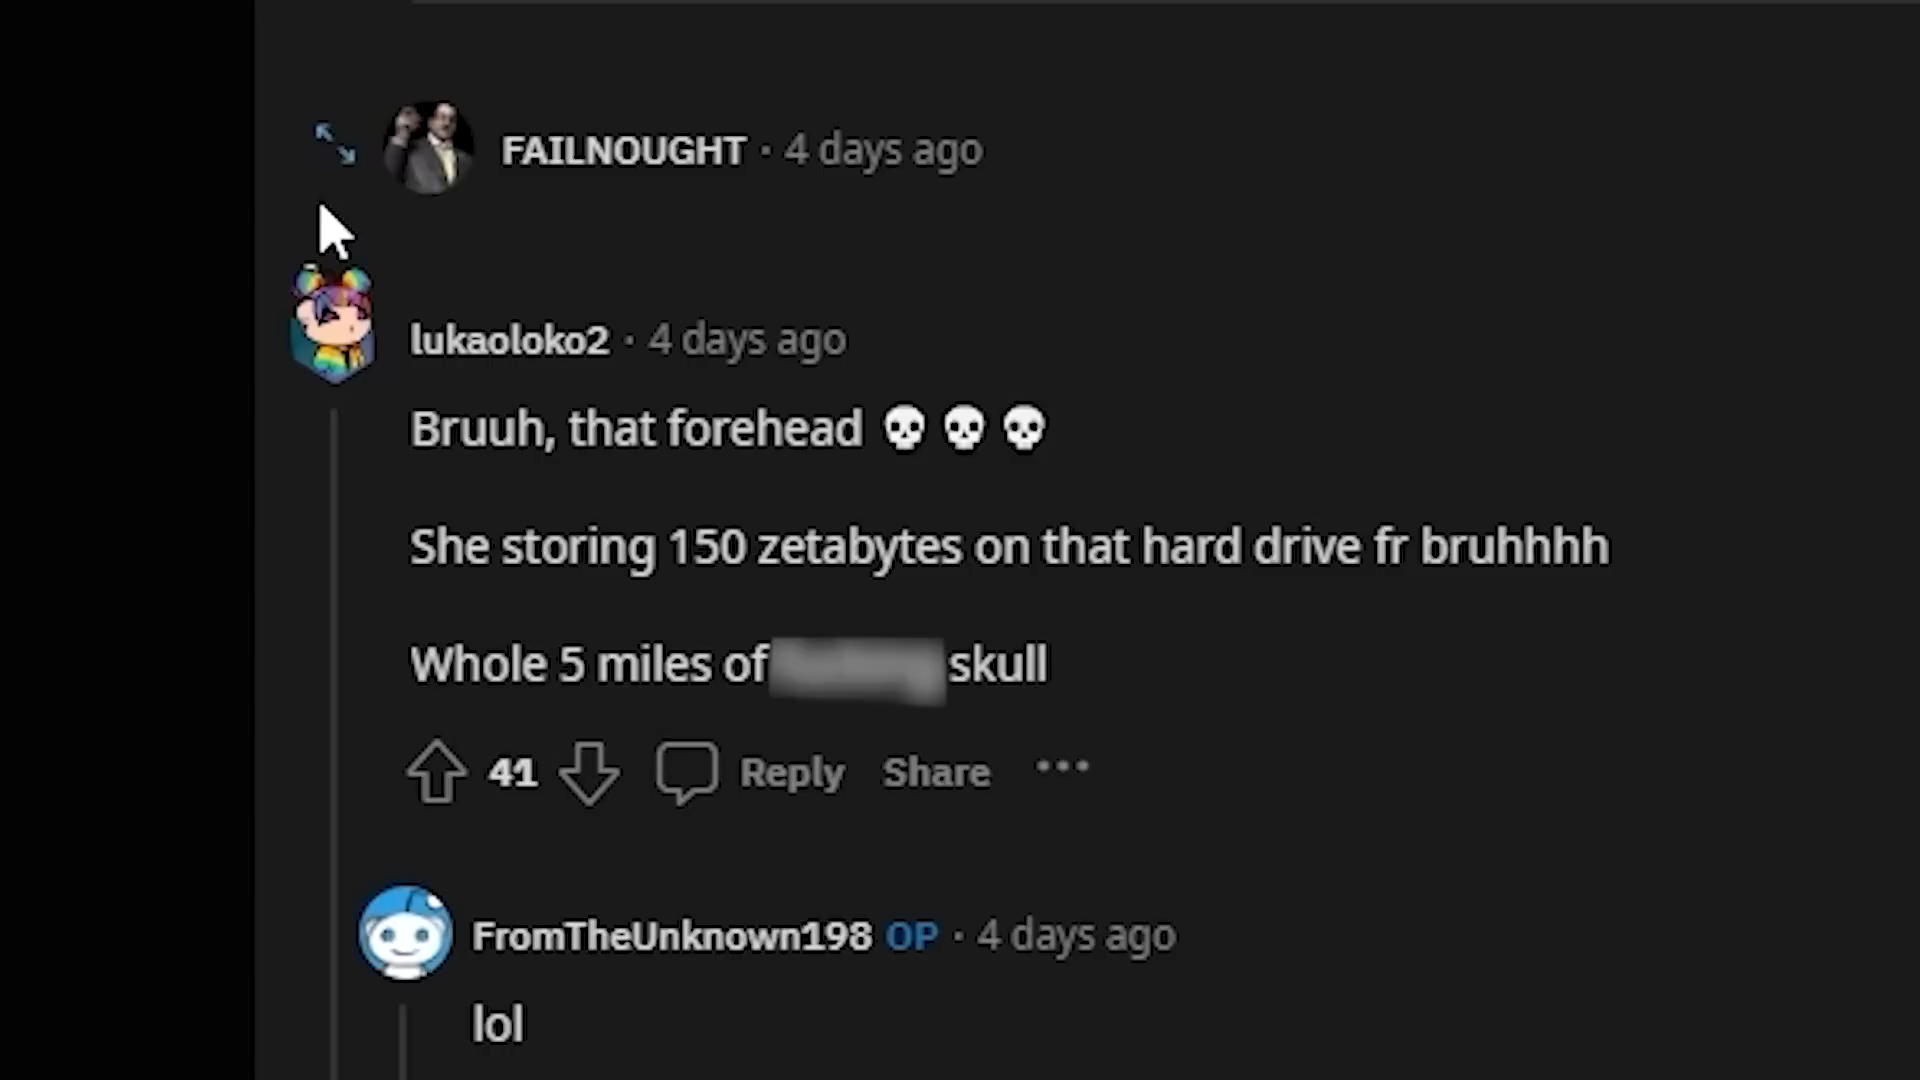 FAILNOUGHT · 4 days ago
lukaoloko2 · 4 days ago
Bruuh, that forehead 💀💀💀
She storing 150 zetabytes on that hard drive fr bruhhhh
Whole 5 miles of skull
41 Reply Share ...
FromTheUnknown198 OP · 4 days ago
lol